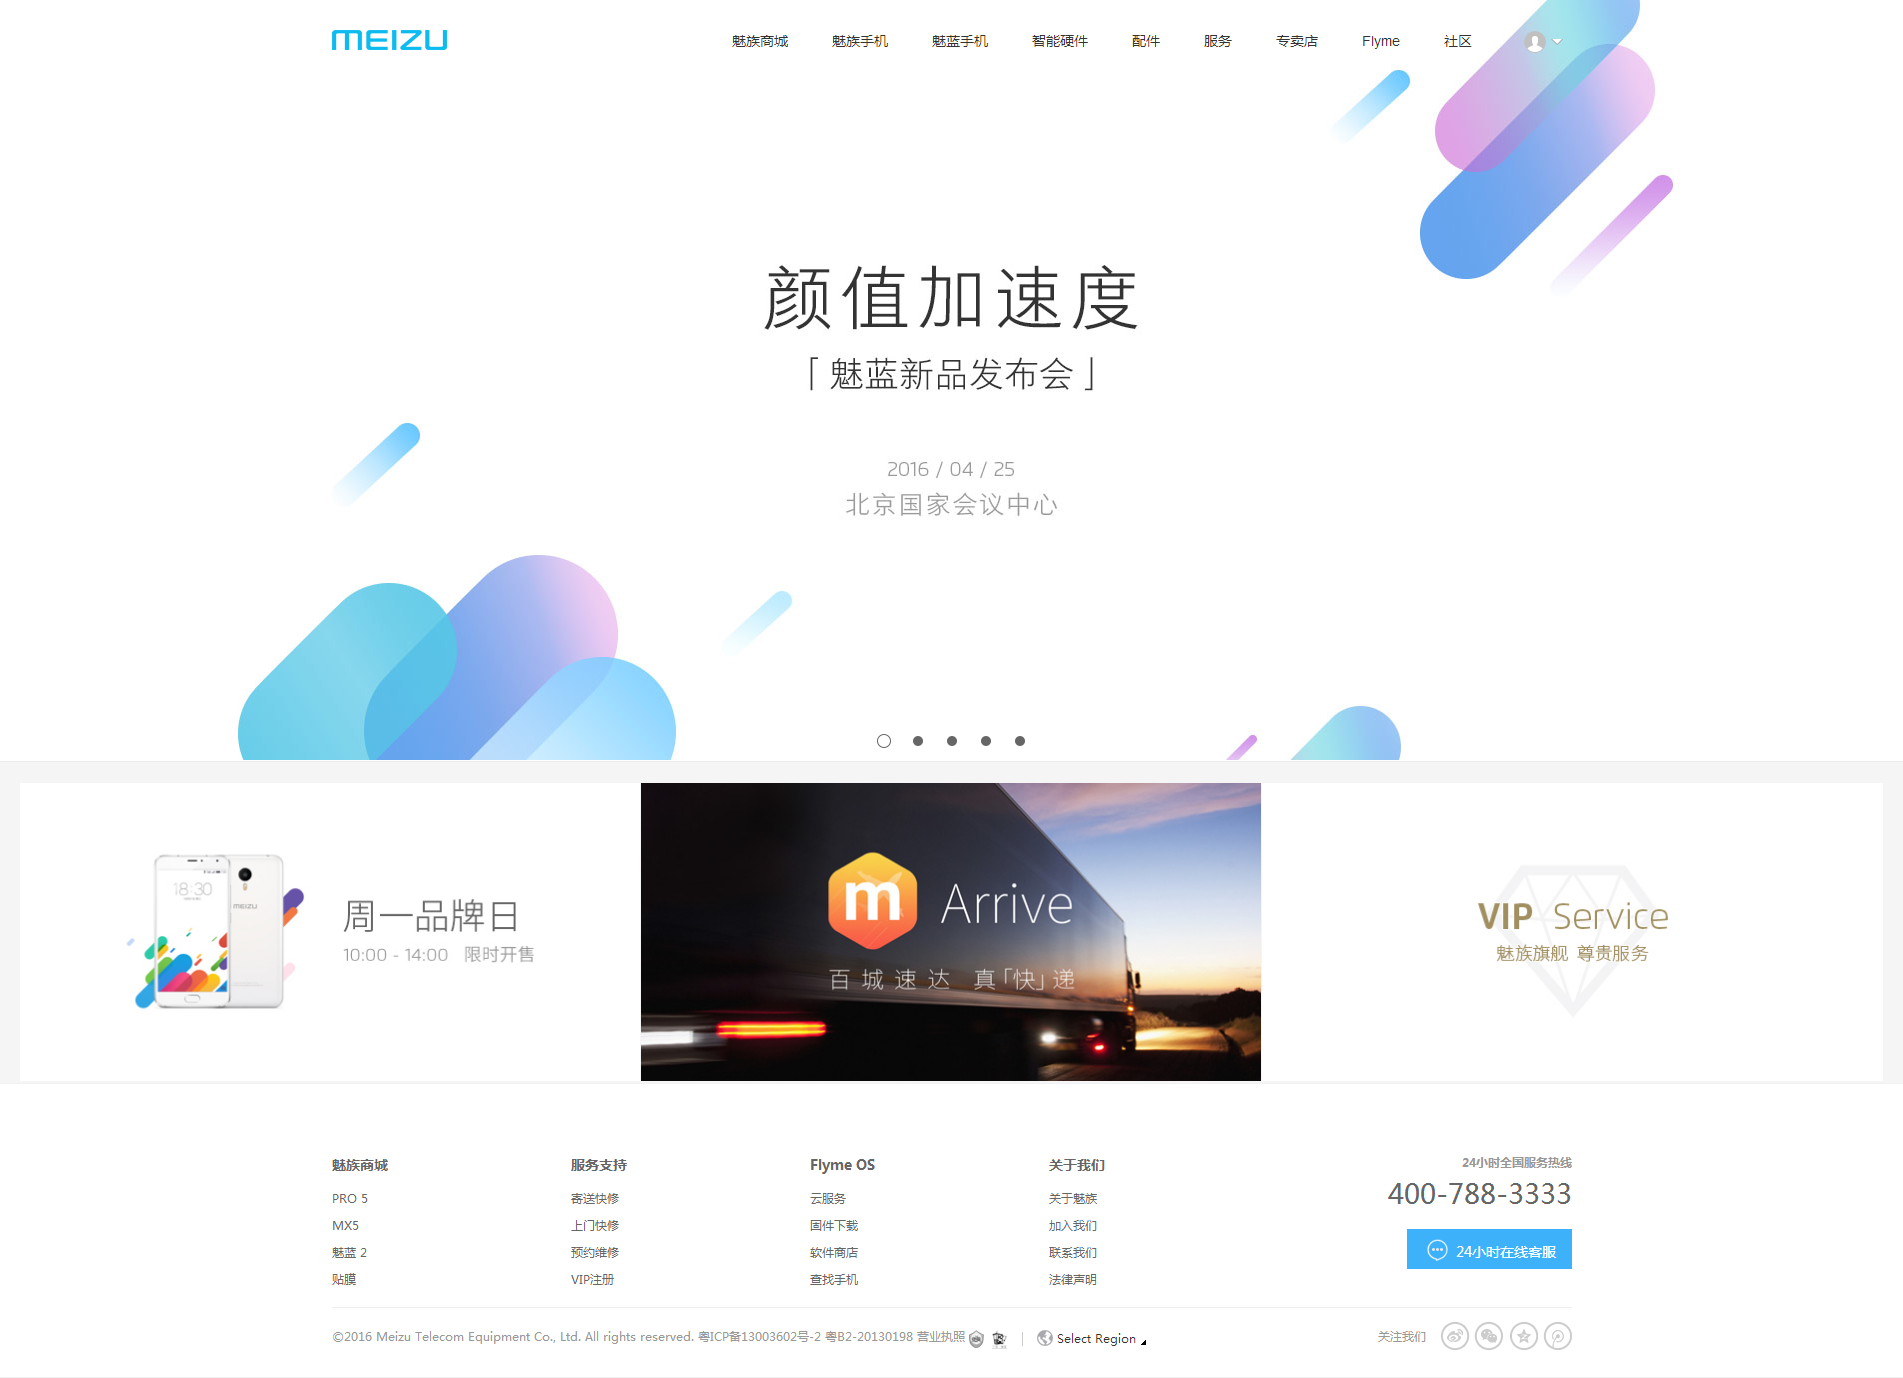 MEIZU
魅族商城 魅族手机 魅蓝手机 智能硬件 配件 服务 专卖店 Flyme 社区
颜值加速度
「魅蓝新品发布会」
2016 / 04 / 25
北京国家会议中心
18:30
MEIZU
周一品牌日
10:00 - 14:00 限时开售
m Arrive
百城速达 真「快」递
VIP Service
魅族旗舰 尊贵服务
魅族商城
PRO 5
MX5
魅蓝 2
贴膜
服务支持
寄送快修
上门快修
预约维修
VIP注册
Flyme OS
云服务
固件下载
软件商店
查找手机
关于我们
关于魅族
加入我们
联系我们
法律声明
24小时全国服务热线
400-788-3333
24小时在线客服
©2016 Meizu Telecom Equipment Co., Ltd. All rights reserved. 粤ICP备13003602号-2 粤B2-20130198 营业执照 | Select Region
关注我们